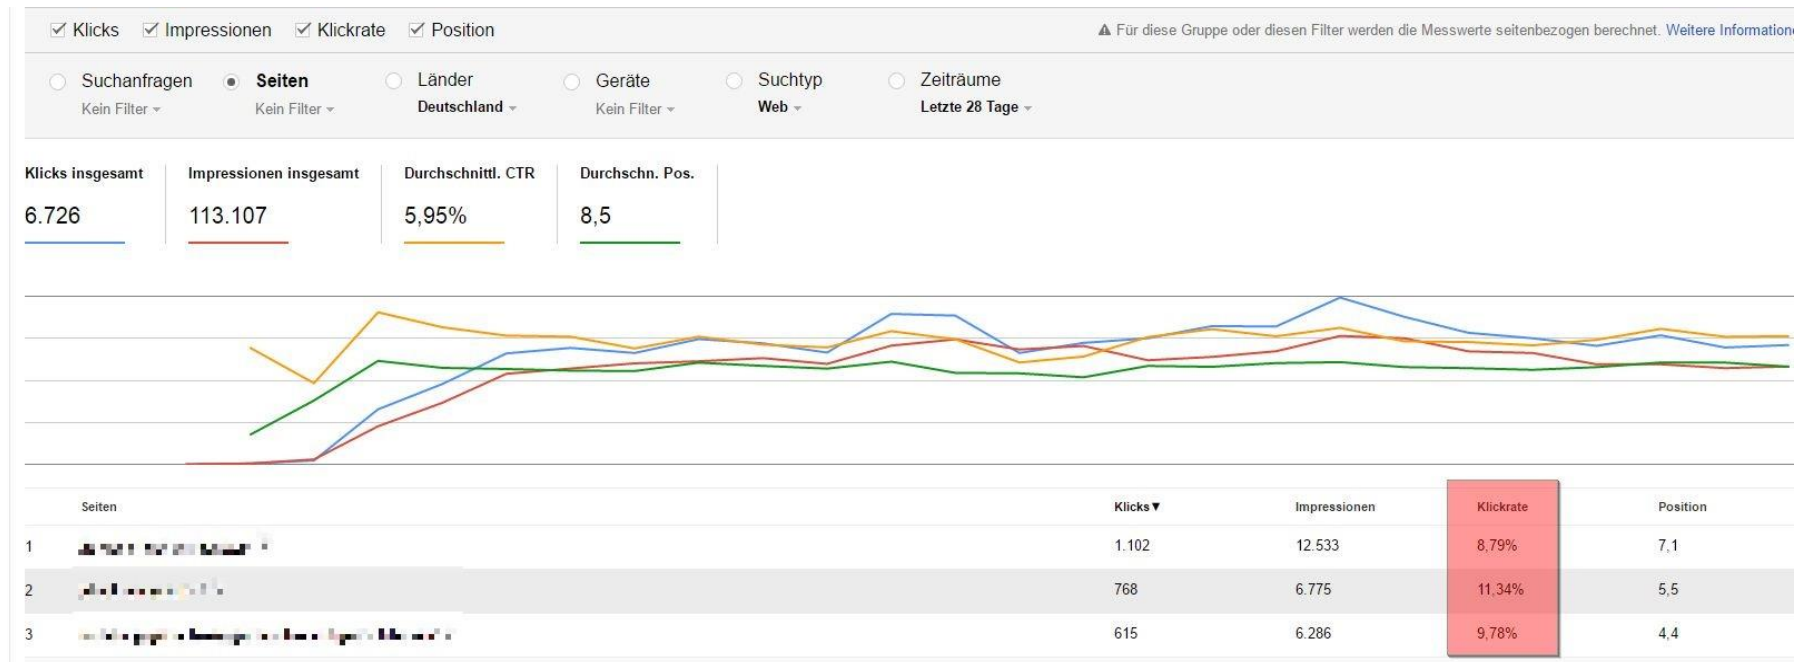 Klicks Impressionen Klickrate Position Für diese Gruppe oder diesen Filter werden die Messwerte seitenbezogen berechnet. Weitere Informatione
Suchanfragen Seiten Länder Geräte Suchtyp Zeiträume
Kein Filter Kein Filter Deutschland Kein Filter Web Letzte 28 Tage
Klicks insgesamt Impressionen insgesamt Durchschnittl. CTR Durchschn. Pos.
6.726 113.107 5,95% 8,5
Seiten Klicks▼ Impressionen Klickrate Position
1 1.102 12.533 8,79% 7,1
2 768 6.775 11,34% 5,5
3 615 6.286 9,78% 4,4